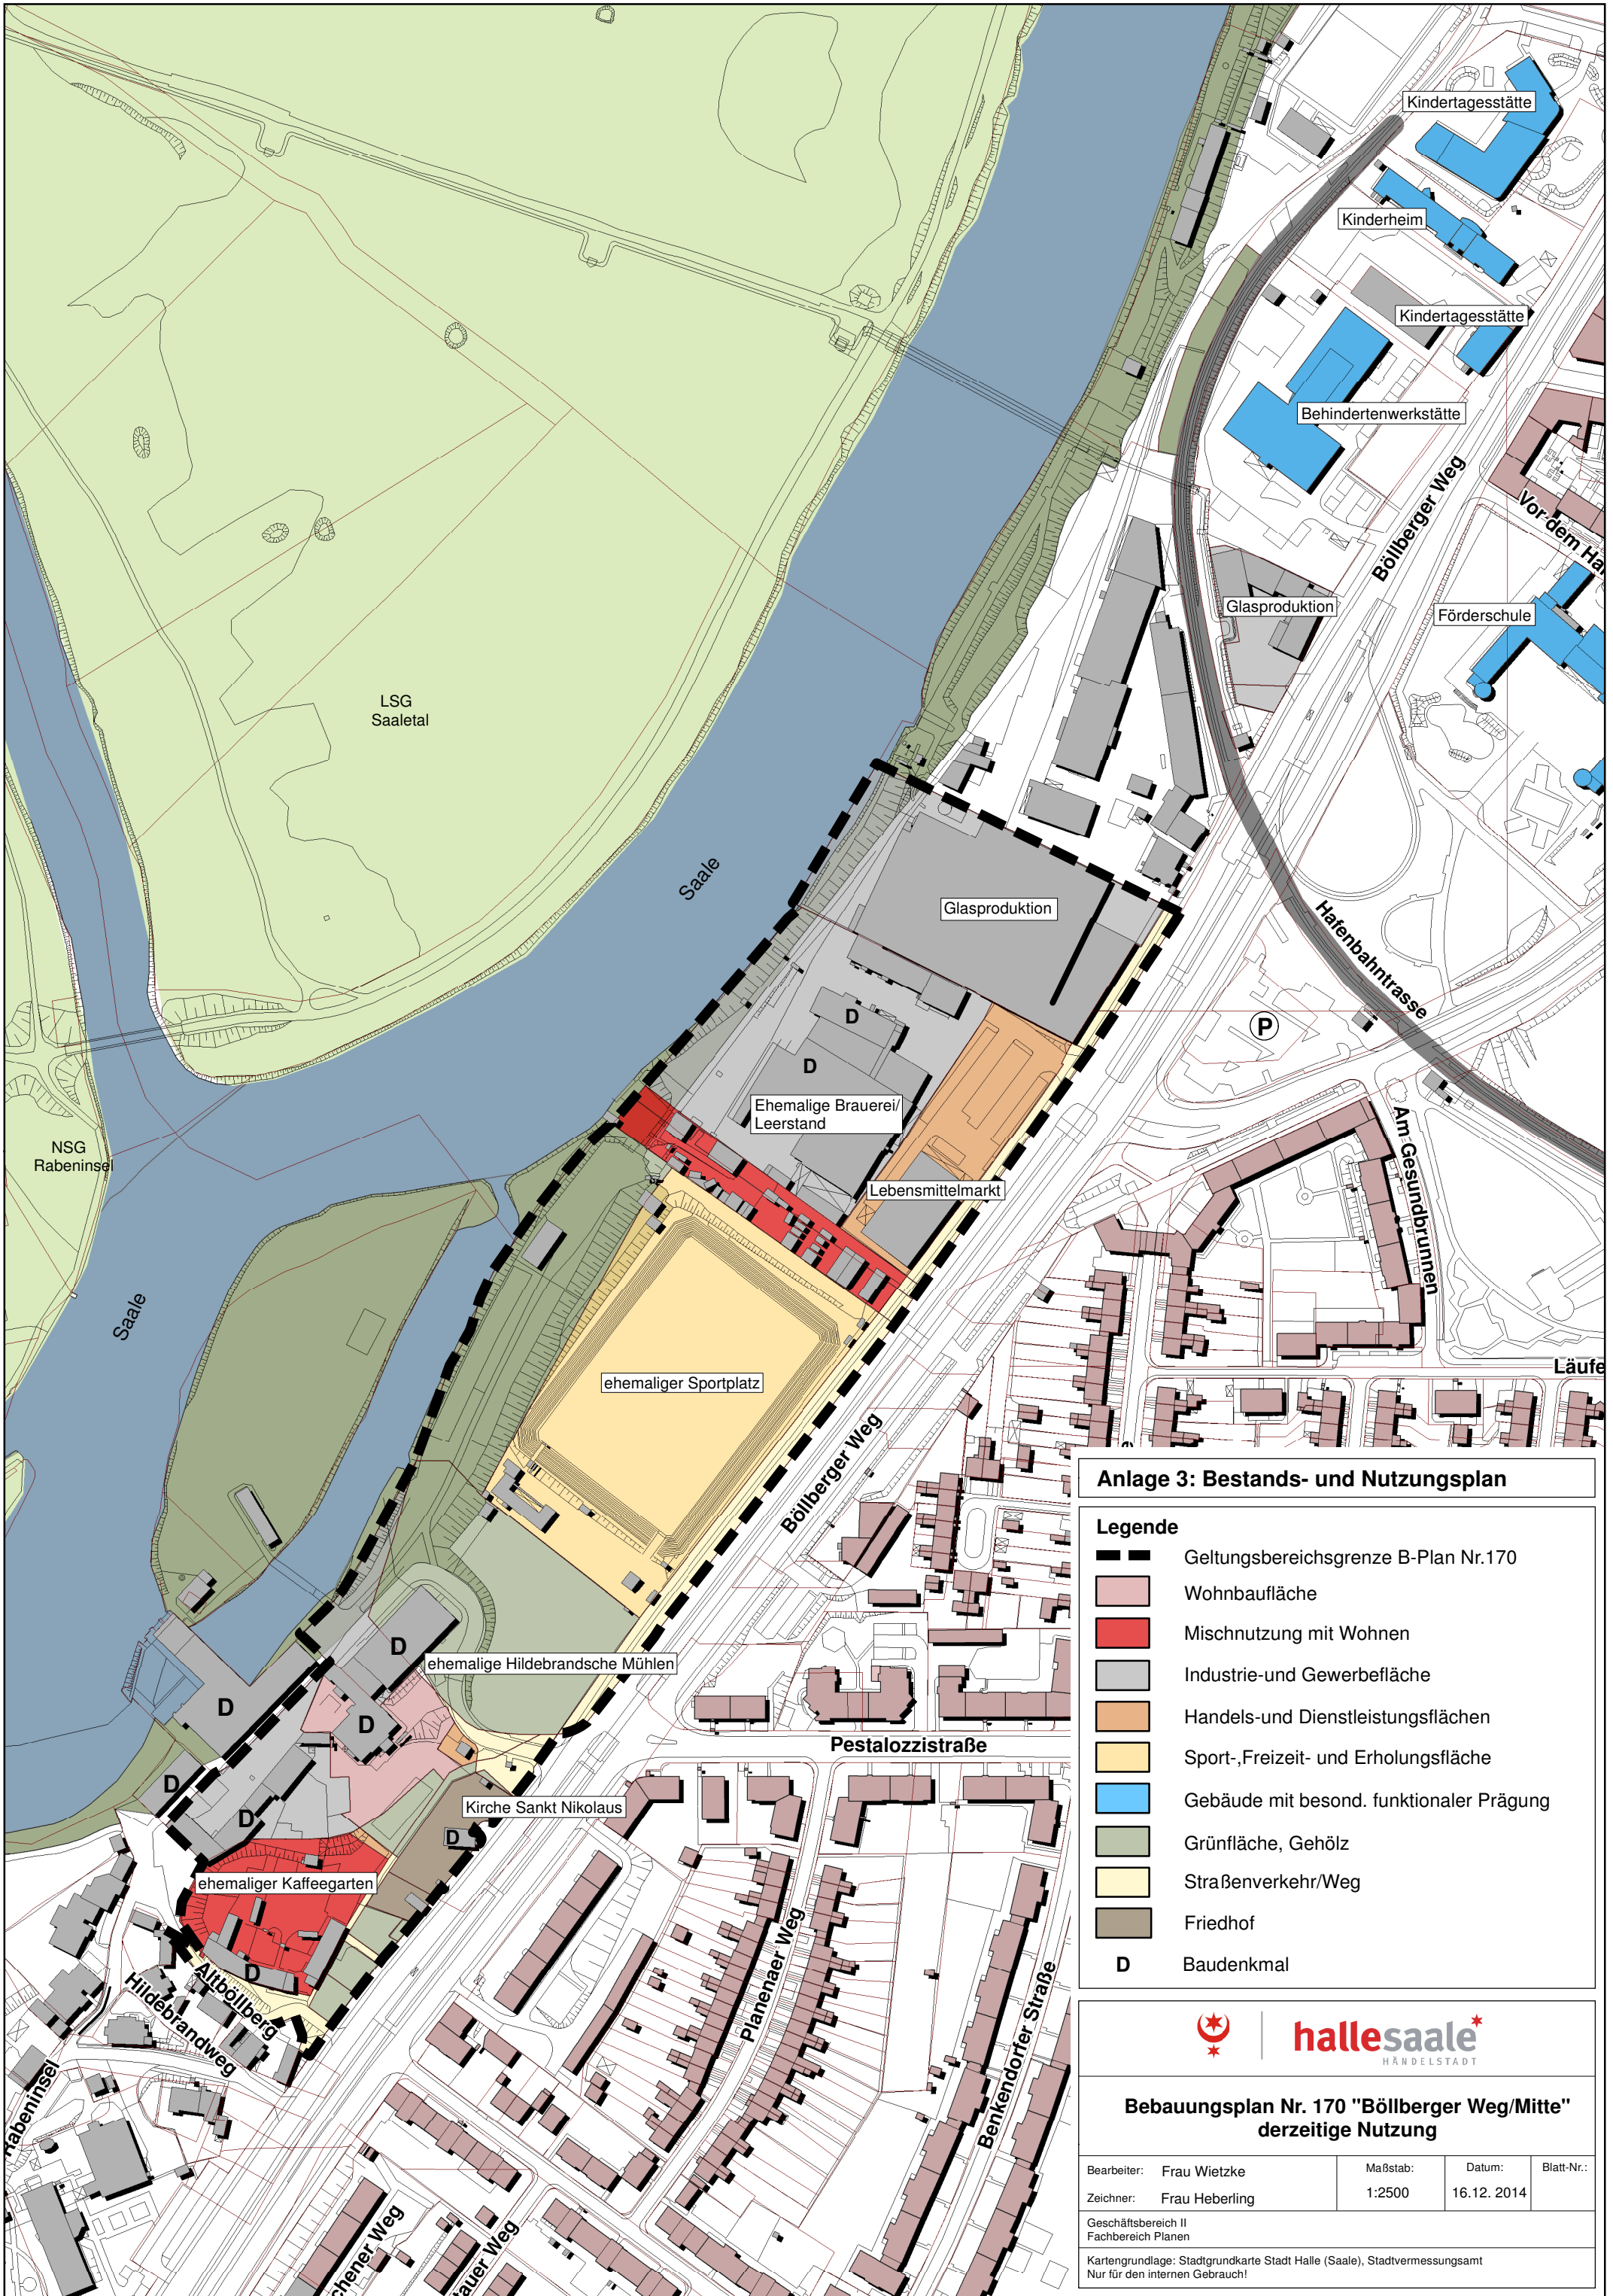 Kindertagesstätte
Kinderheim
Kindertagesstätte
Behindertenwerkstätte
Böllberger Weg
Vor dem
Glasproduktion
Förderschule
LSG
Saaletal
Saale
Glasproduktion
Hafenbahntrasse
P
D
D
Ehemalige Brauerei/
Leerstand
NSG
Rabeninsel
Am Gesundbrunnen
Lebensmittelmarkt
Saale
Läufe
ehemaliger Sportplatz
Böllberger Weg
D
ehemalige Hildebrandsche Mühlen
D
D
Pestalozzistraße
D
Kirche Sankt Nikolaus
D
D
ehemaliger Kaffeegarten
D
Altböllberg
Hildebrandweg
Rabeninsel
Planenaer Weg
Benkendorfer Straße
chener Weg
auer Weg
Anlage 3: Bestands- und Nutzungsplan
Legende
Geltungsbereichsgrenze B-Plan Nr.170
Wohnbaufläche
Mischnutzung mit Wohnen
Industrie-und Gewerbefläche
Handels-und Dienstleistungsflächen
Sport-,Freizeit- und Erholungsfläche
Gebäude mit besond. funktionaler Prägung
Grünfläche, Gehölz
Straßenverkehr/Weg
Friedhof
D Baudenkmal
hallesaale
HÄNDELSTADT
Bebauungsplan Nr. 170 "Böllberger Weg/Mitte"
derzeitige Nutzung
Bearbeiter: Frau Wietzke
Zeichner: Frau Heberling
Maßstab:
1:2500
Datum:
16.12. 2014
Blatt-Nr.:
Geschäftsbereich II
Fachbereich Planen
Kartengrundlage: Stadtgrundkarte Stadt Halle (Saale), Stadtvermessungsamt
Nur für den internen Gebrauch!